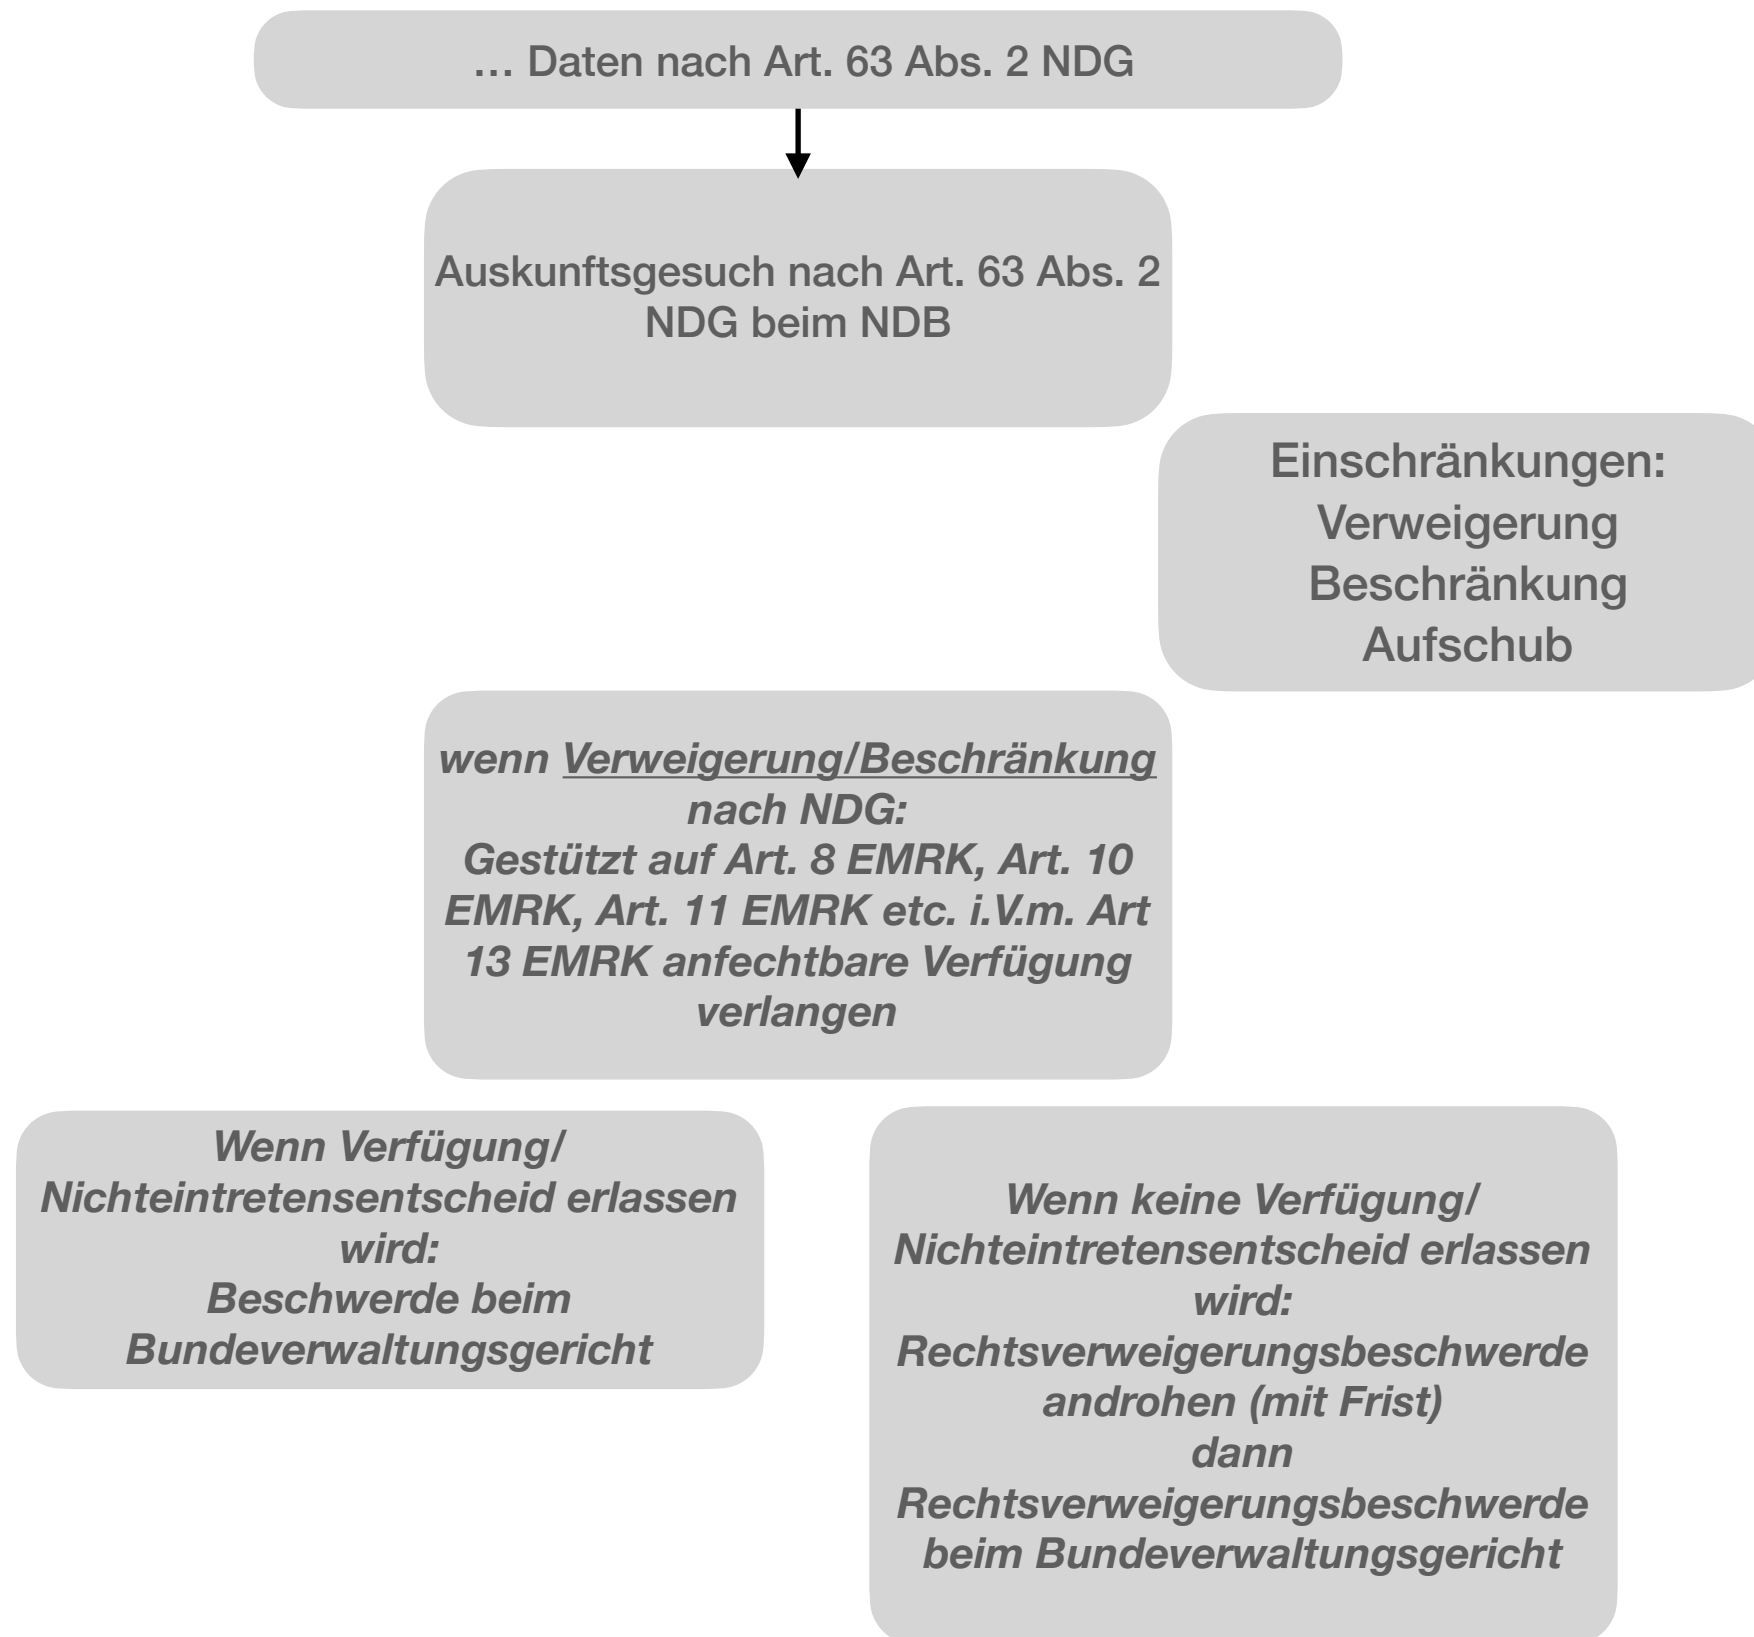 ... Daten nach Art. 63 Abs. 2 NDG
Auskunftsgesuch nach Art. 63 Abs. 2
NDG beim NDB
Einschränkungen:
Verweigerung
Beschränkung
Aufschub
wenn Verweigerung/Beschränkung
nach NDG:
Gestützt auf Art. 8 EMRK, Art. 10
EMRK, Art. 11 EMRK etc. i.V.m. Art
13 EMRK anfechtbare Verfügung
verlangen
Wenn Verfügung/
Nichteintretensentscheid erlassen
wird:
Beschwerde beim
Bundeverwaltungsgericht
Wenn keine Verfügung/
Nichteintretensentscheid erlassen
wird:
Rechtsverweigerungsbeschwerde
androhen (mit Frist)
dann
Rechtsverweigerungsbeschwerde
beim Bundeverwaltungsgericht